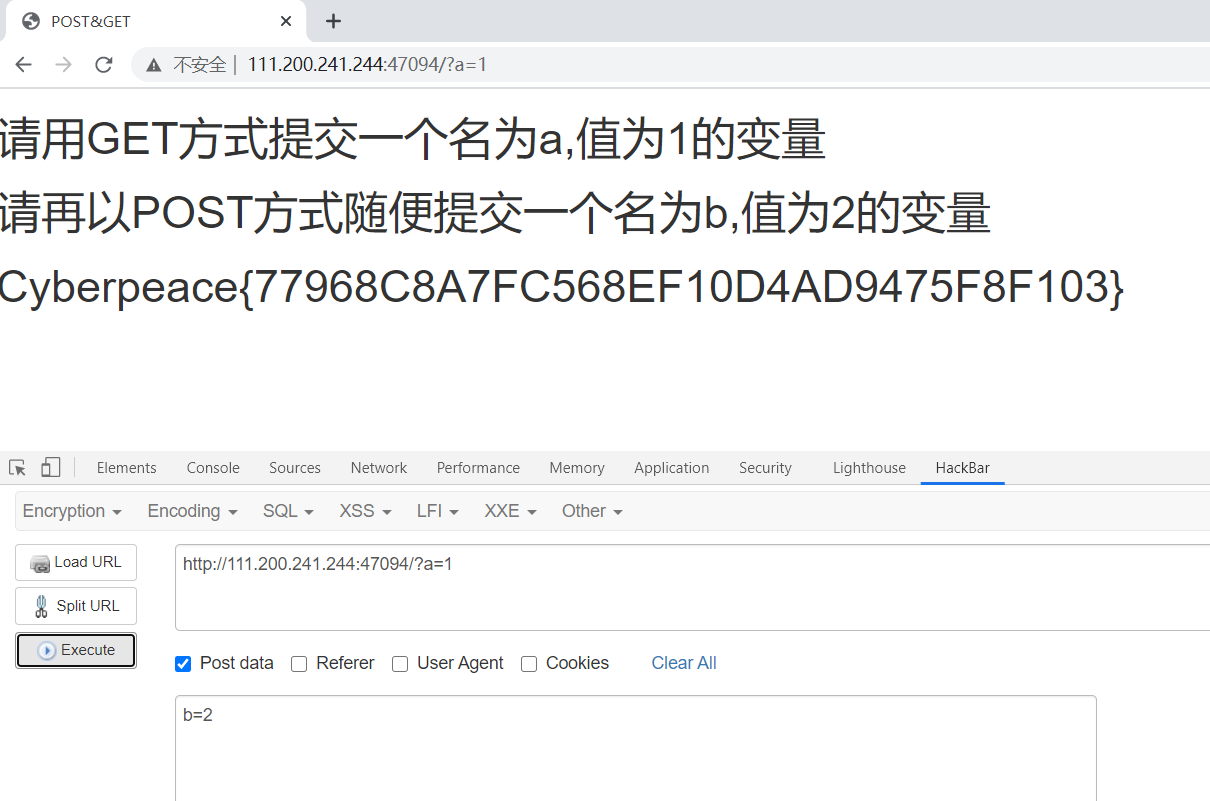 POST&GET
不安全 | 111.200.241.244:47094/?a=1
请用GET方式提交一个名为a,值为1的变量
请再以POST方式随便提交一个名为b,值为2的变量
Cyberpeace{77968C8A7FC568EF10D4AD9475F8F103}
Elements Console Sources Network Performance Memory Application Security Lighthouse HackBar
Encryption Encoding SQL XSS LFI XXE Other
Load URL
http://111.200.241.244:47094/?a=1
Split URL
Execute
Post data Referer User Agent Cookies Clear All
b=2